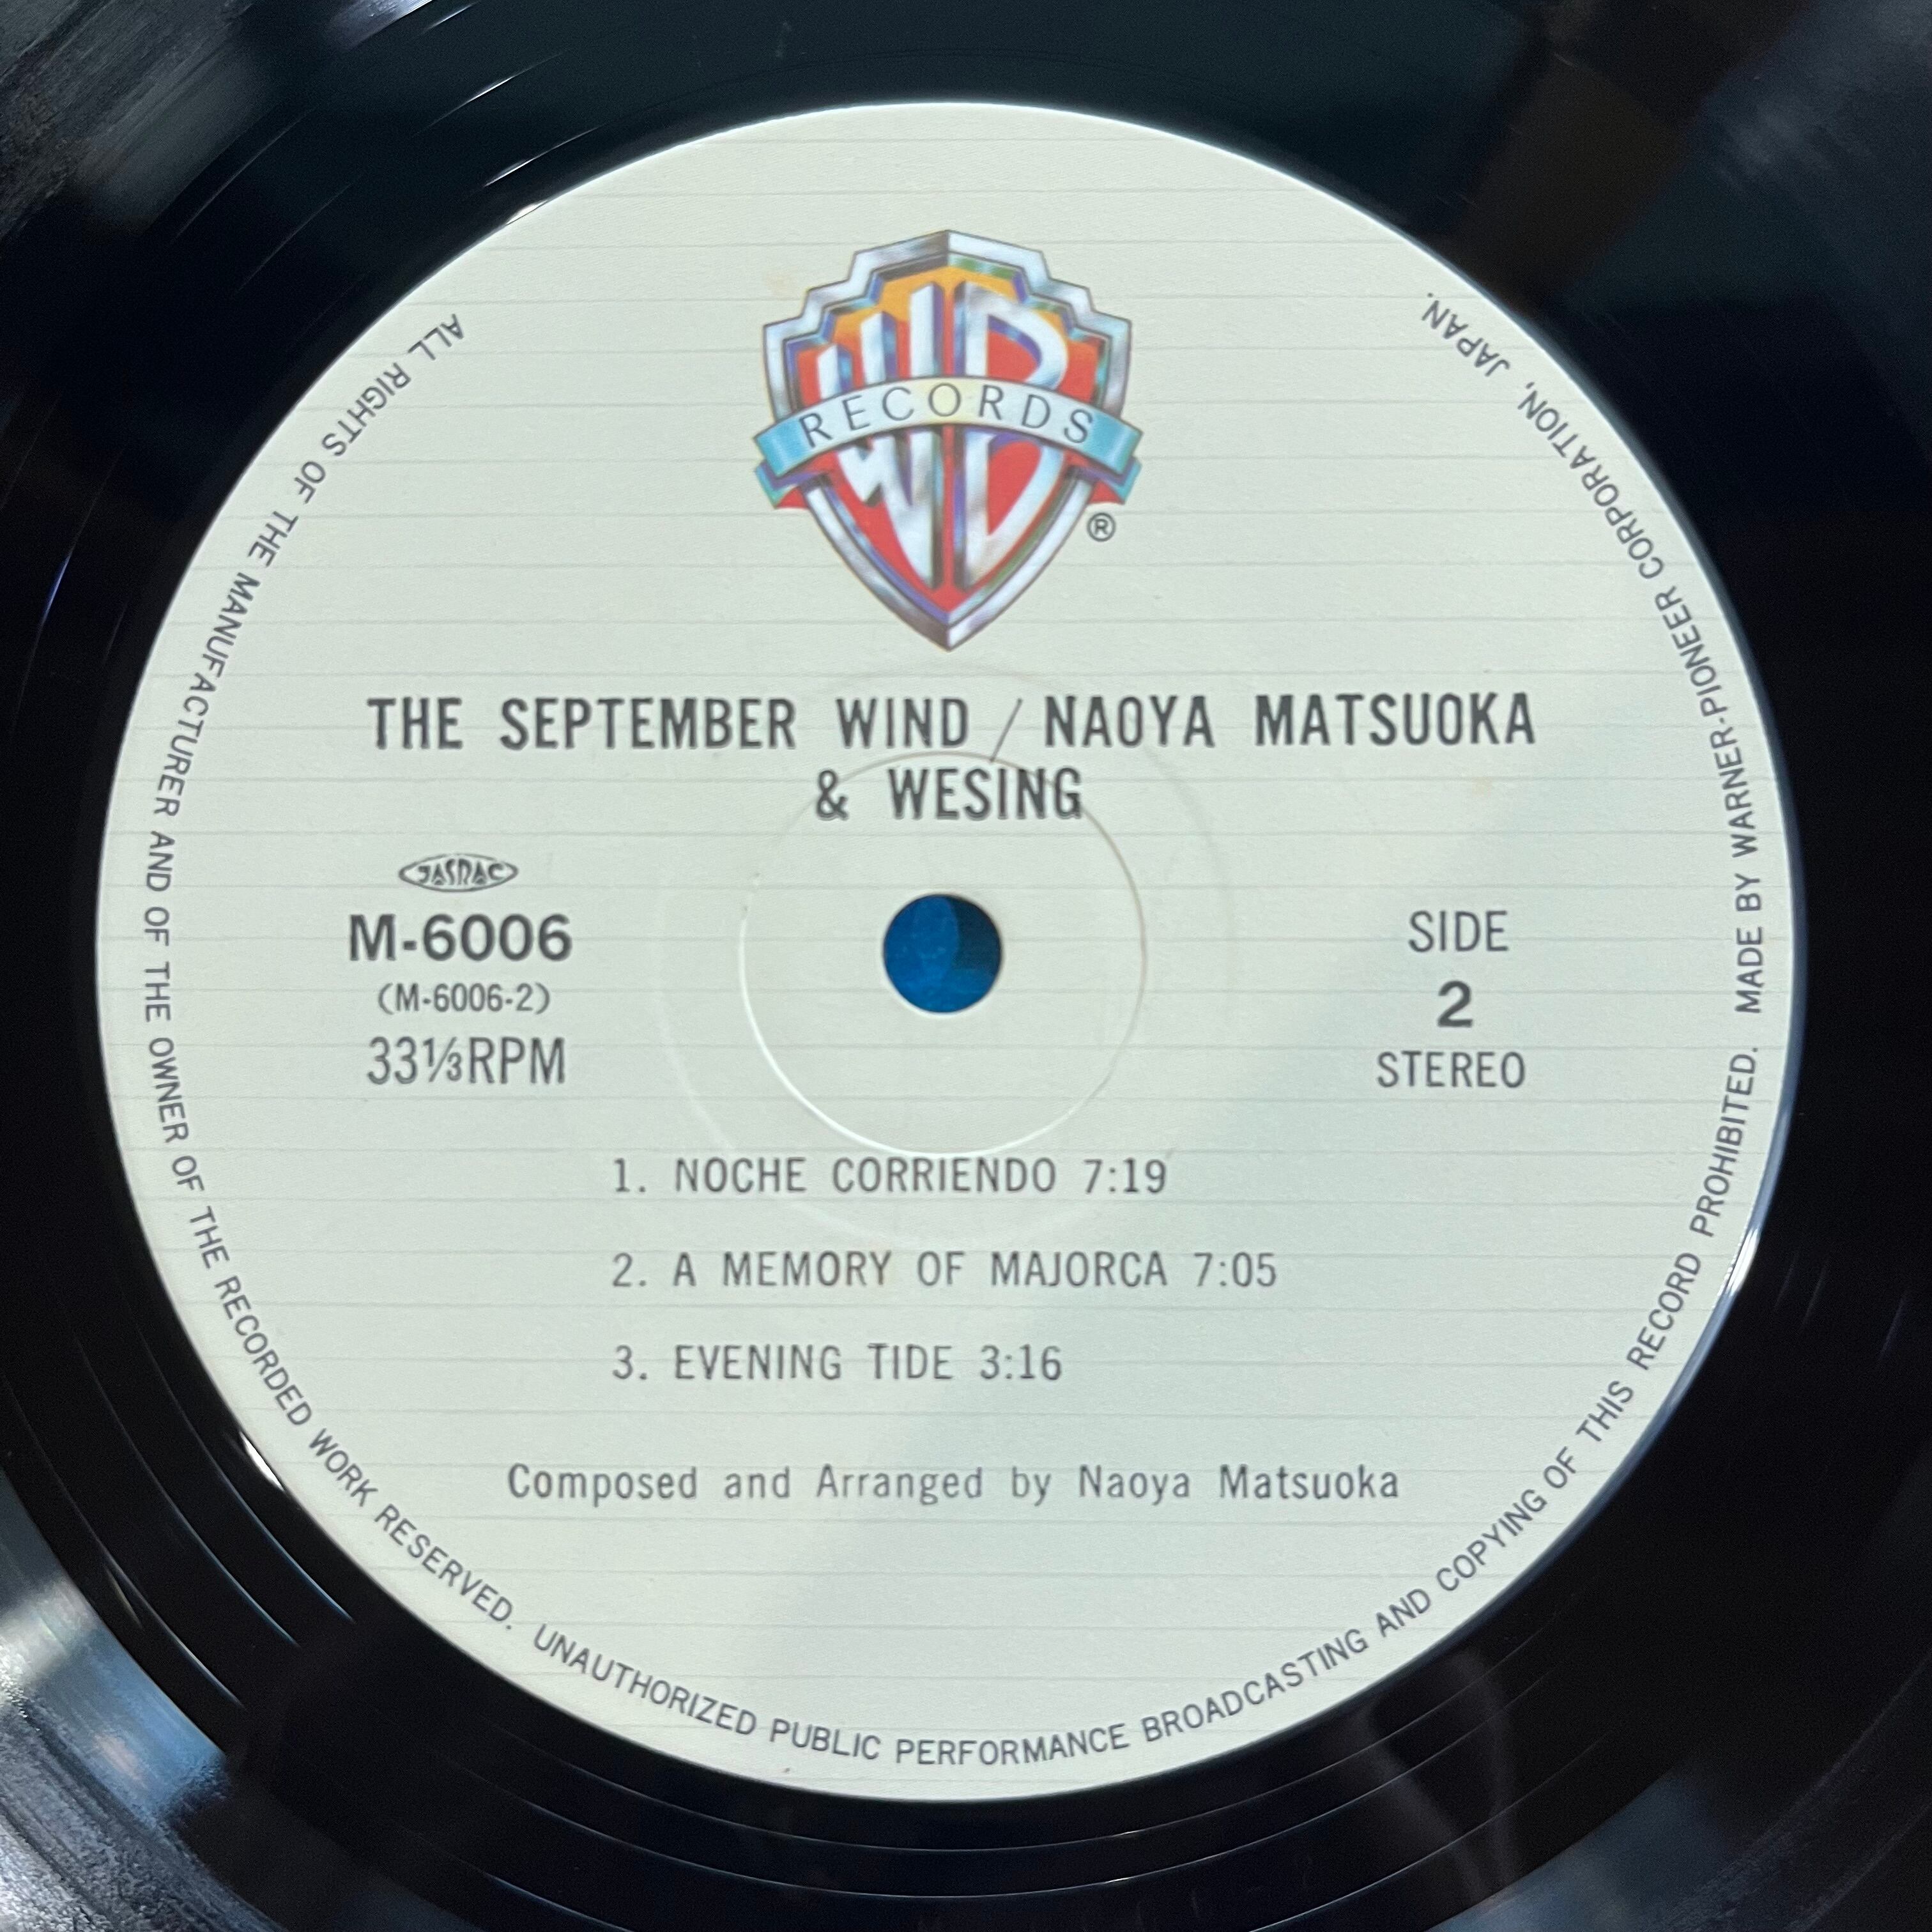 WB
RECORDS
®
THE SEPTEMBER WIND / NAOYA MATSUOKA
& WESING
JASRAC
M-6006
(M-6006-2)
33⅓RPM
SIDE
2
STEREO
1. NOCHE CORRIENDO 7:19
2. A MEMORY OF MAJORCA 7:05
3. EVENING TIDE 3:16
Composed and Arranged by Naoya Matsuoka
ALL RIGHTS OF THE MANUFACTURER AND OF THE OWNER OF THE RECORDED WORK RESERVED. UNAUTHORIZED PUBLIC PERFORMANCE BROADCASTING AND COPYING OF THIS RECORD PROHIBITED. MADE BY WARNER-PIONEER CORPORATION, JAPAN.